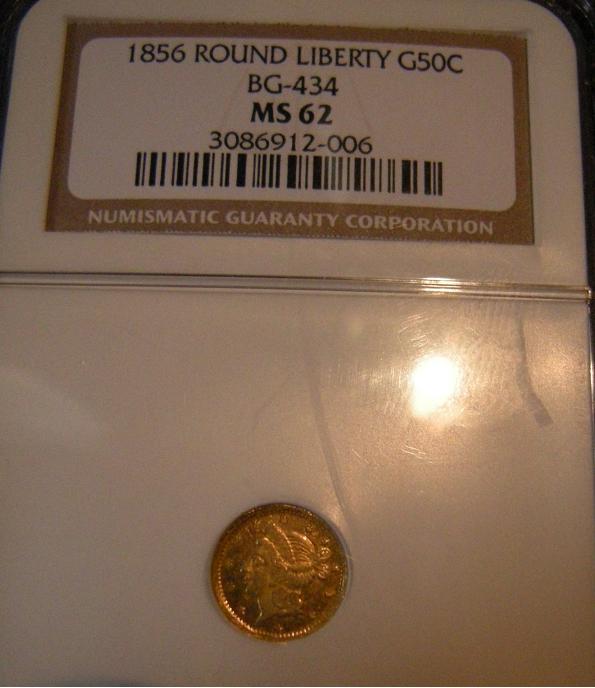 1856 ROUND LIBERTY G50C
BG-434
MS 62
3086912-006
NUMISMATIC GUARANTY CORPORATION